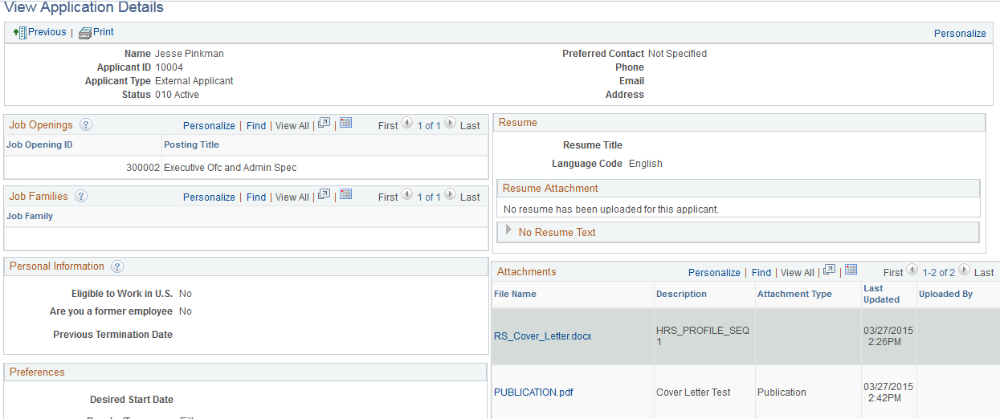 View Application Details
Previous | Print Personalize
Name Jesse Pinkman
Applicant ID 10004
Applicant Type External Applicant
Status 010 Active
Preferred Contact Not Specified
Phone
Email
Address
Job Openings ? Personalize | Find | View All | | First 1 of 1 Last
Job Opening ID Posting Title
300002 Executive Ofc and Admin Spec
Job Families ? Personalize | Find | View All | | First 1 of 1 Last
Job Family
Personal Information ?
Eligible to Work in U.S. No
Are you a former employee No
Previous Termination Date
Preferences
Desired Start Date
Resume
Resume Title
Language Code English
Resume Attachment
No resume has been uploaded for this applicant.
No Resume Text
Attachments Personalize | Find | View All | | First 1-2 of 2 Last
File Name Description Attachment Type Last Updated Uploaded By
RS_Cover_Letter.docx HRS_PROFILE_SEQ 03/27/2015
1 2:26PM
PUBLICATION.pdf Cover Letter Test Publication 03/27/2015
2:42PM